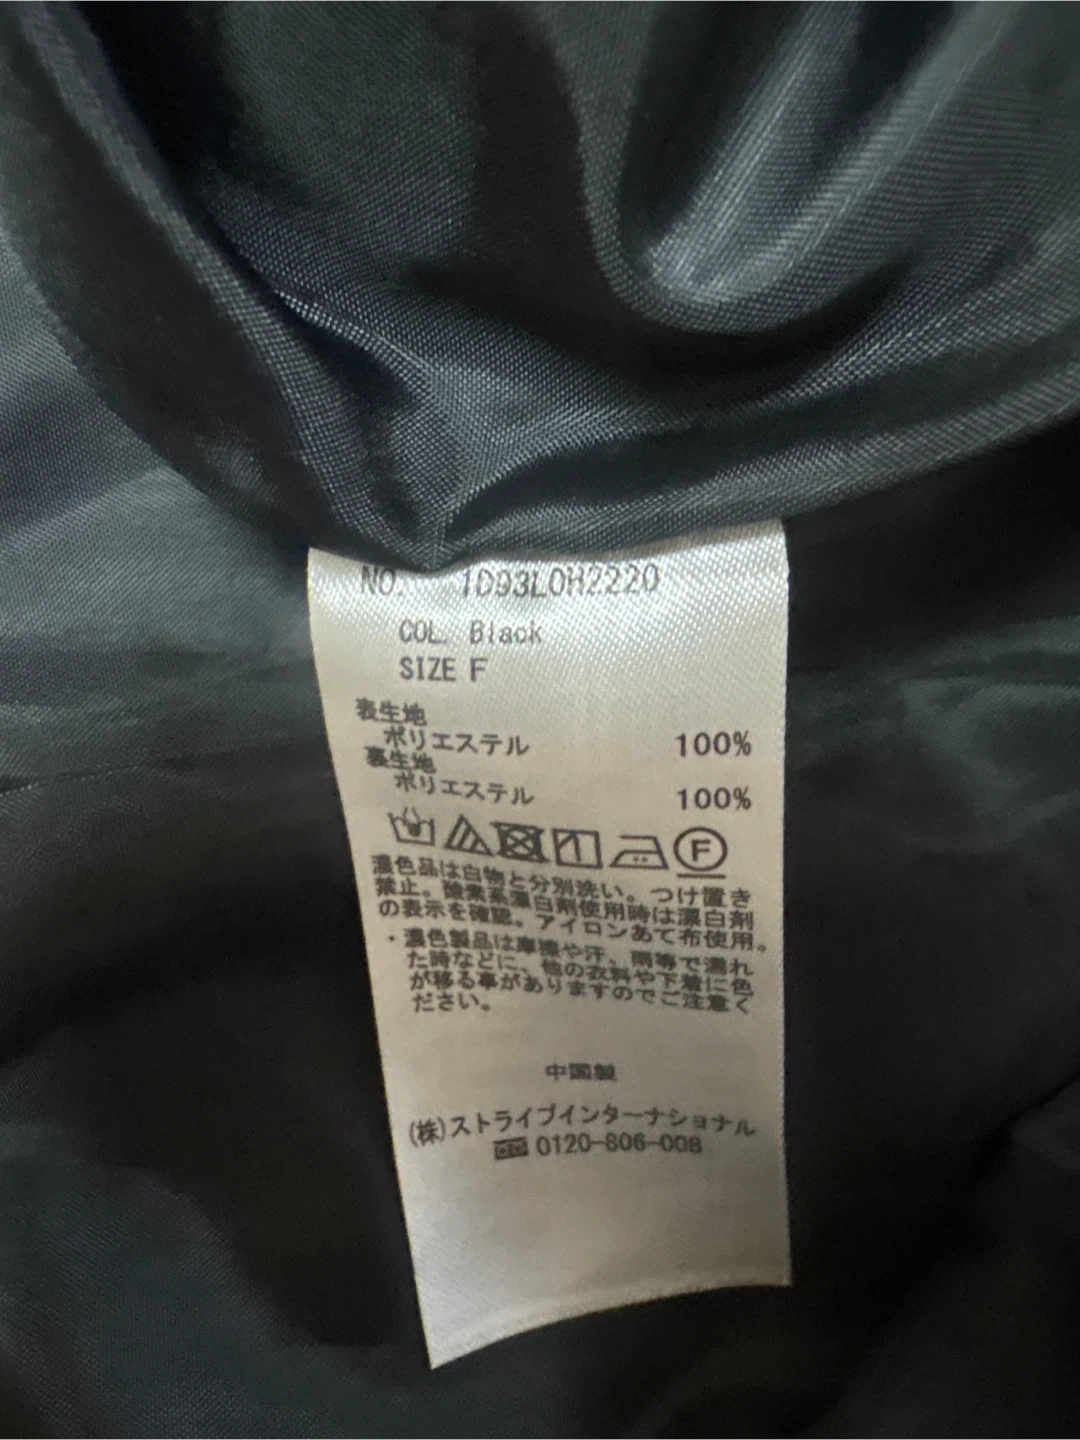 NO. 1D93L0H2220
COL. Black
SIZE F
表生地
ポリエステル 100%
裏生地
ポリエステル 100%
F
濃色品は白物と分別洗い。つけ置き
禁止。酸素系漂白剤使用時は漂白剤
の表示を確認。アイロンあて布使用。
・濃色製品は摩擦や汗、雨等で濡れ
た時などに、他の衣料や下着に色
が移る事がありますのでご注意く
ださい。
中国製
(株)ストライプインターナショナル
0120-806-008